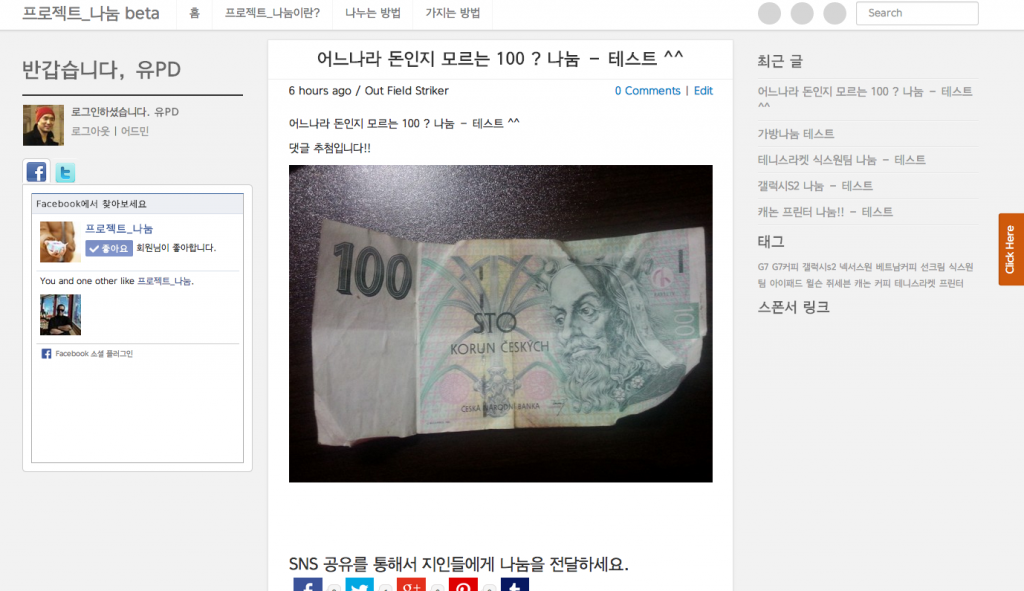 프로젝트_나눔 beta
홈
프로젝트_나눔이란?
나누는 방법
가지는 방법
Search
반갑습니다, 유PD
로그인하셨습니다. 유PD
로그아웃 | 어드민
Facebook에서 찾아보세요
프로젝트_나눔
좋아요 회원님이 좋아합니다.
You and one other like 프로젝트_나눔.
Facebook 소셜 플러그인
어느나라 돈인지 모르는 100 ? 나눔 – 테스트 ^^
6 hours ago / Out Field Striker
0 Comments | Edit
어느나라 돈인지 모르는 100 ? 나눔 – 테스트 ^^
댓글 추첨입니다!!
100
1
STO
KORUN ČESKÝCH
100
ČESKÁ NÁRODNÍ BANKA
SNS 공유를 통해서 지인들에게 나눔을 전달하세요.
최근 글
어느나라 돈인지 모르는 100 ? 나눔 – 테스트
^^
가방나눔 테스트
테니스라켓 식스원팀 나눔 – 테스트
갤럭시S2 나눔 – 테스트
캐논 프린터 나눔!! – 테스트
태그
G7 G7커피 갤럭시s2 넥서스원 베트남커피 선크림 식스원
팀 아이패드 윌슨 쥐세븐 캐논 커피 테니스라켓 프린터
스폰서 링크
Click Here